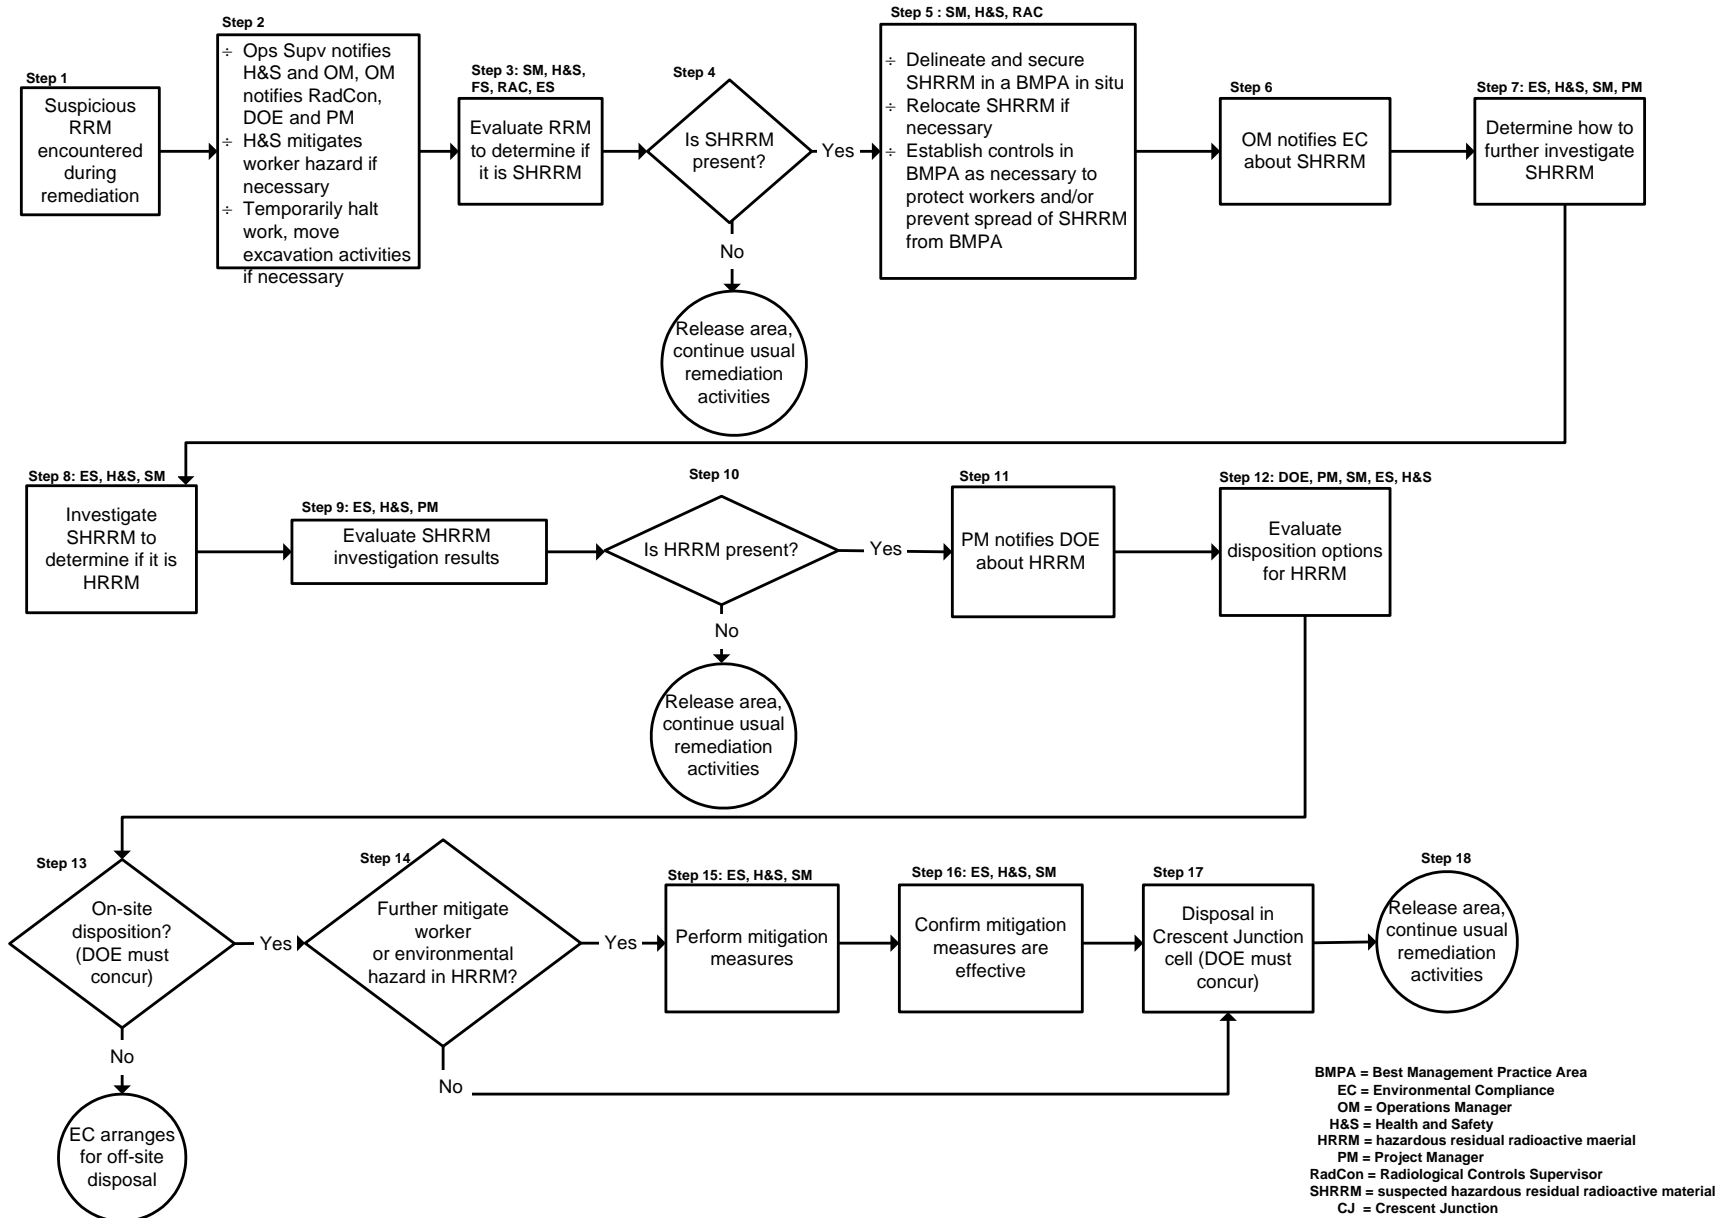 Step 1
Suspicious
RRM
encountered
during
remediation
Step 2
÷ Ops Supv notifies
H&S and OM, OM
notifies RadCon,
DOE and PM
÷ H&S mitigates
worker hazard if
necessary
÷ Temporarily halt
work, move
excavation activities
if necessary
Step 3: SM, H&S,
FS, RAC, ES
Evaluate RRM
to determine if
it is SHRRM
Step 4
Is SHRRM
present?
Yes
No
Release area,
continue usual
remediation
activities
Step 5 : SM, H&S, RAC
÷ Delineate and secure
SHRRM in a BMPA in situ
÷ Relocate SHRRM if
necessary
÷ Establish controls in
BMPA as necessary to
protect workers and/or
prevent spread of SHRRM
from BMPA
Step 6
OM notifies EC
about SHRRM
Step 7: ES, H&S, SM, PM
Determine how to
further investigate
SHRRM
Step 8: ES, H&S, SM
Investigate
SHRRM to
determine if it is
HRRM
Step 9: ES, H&S, PM
Evaluate SHRRM
investigation results
Step 10
Is HRRM present?
Yes
No
Release area,
continue usual
remediation
activities
Step 11
PM notifies DOE
about HRRM
Step 12: DOE, PM, SM, ES, H&S
Evaluate
disposition options
for HRRM
Step 13
On-site
disposition?
(DOE must
concur)
Yes
No
EC arranges
for off-site
disposal
Step 14
Further mitigate
worker
or environmental
hazard in HRRM?
Yes
No
Step 15: ES, H&S, SM
Perform mitigation
measures
Step 16: ES, H&S, SM
Confirm mitigation
measures are
effective
Step 17
Disposal in
Crescent Junction
cell (DOE must
concur)
Step 18
Release area,
continue usual
remediation
activities
BMPA = Best Management Practice Area
EC = Environmental Compliance
OM = Operations Manager
H&S = Health and Safety
HRRM = hazardous residual radioactive maerial
PM = Project Manager
RadCon = Radiological Controls Supervisor
SHRRM = suspected hazardous residual radioactive material
CJ = Crescent Junction